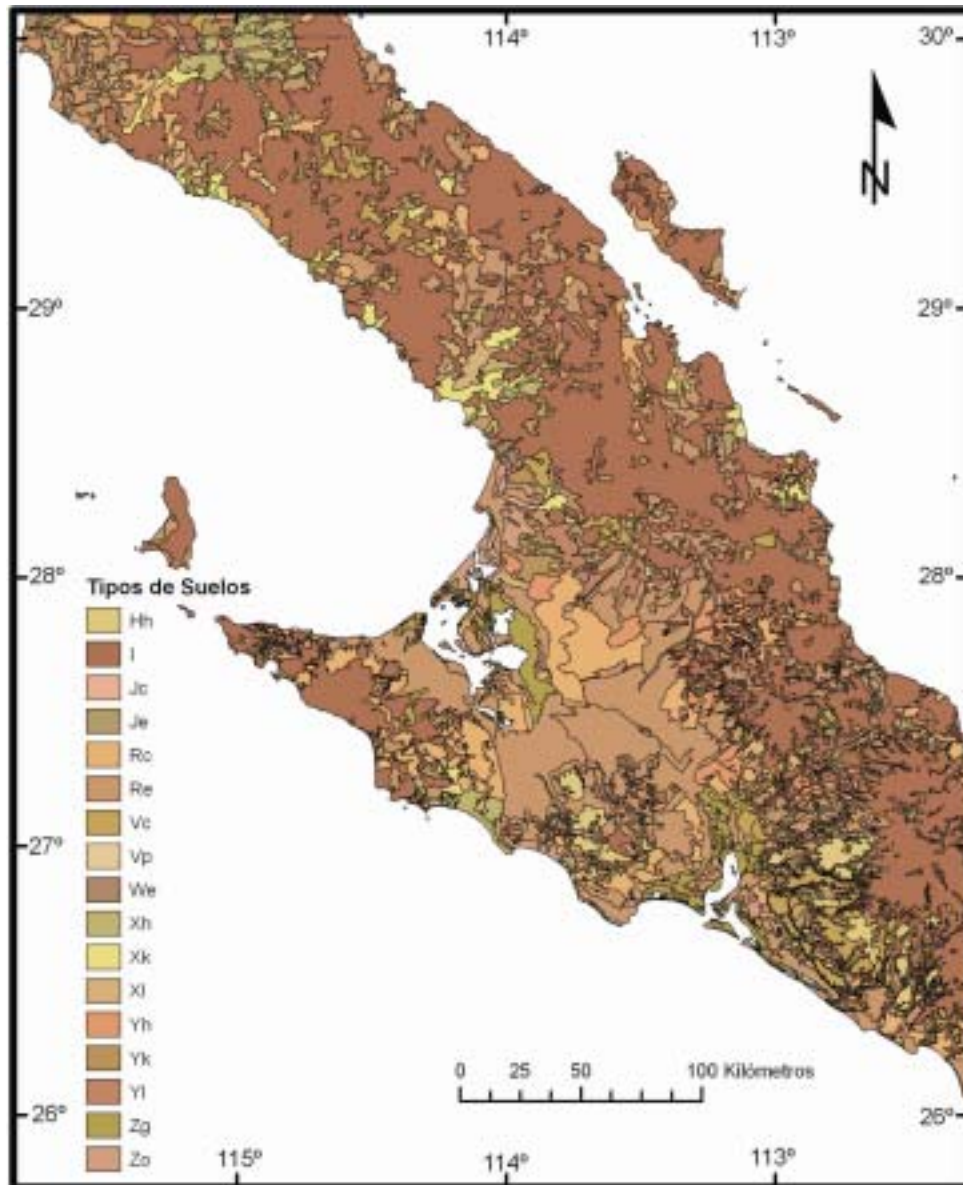 114º
113º
30º
N
29º
29º
28º
28º
Tipos de Suelos
Hh
I
Jc
Je
Rc
Re
Vc
Vp
We
Xh
Xk
Xl
Yh
Yk
Yl
Zg
Zo
27º
27º
0 25 50 100 Kilómetros
26º
26º
115º
114º
113º